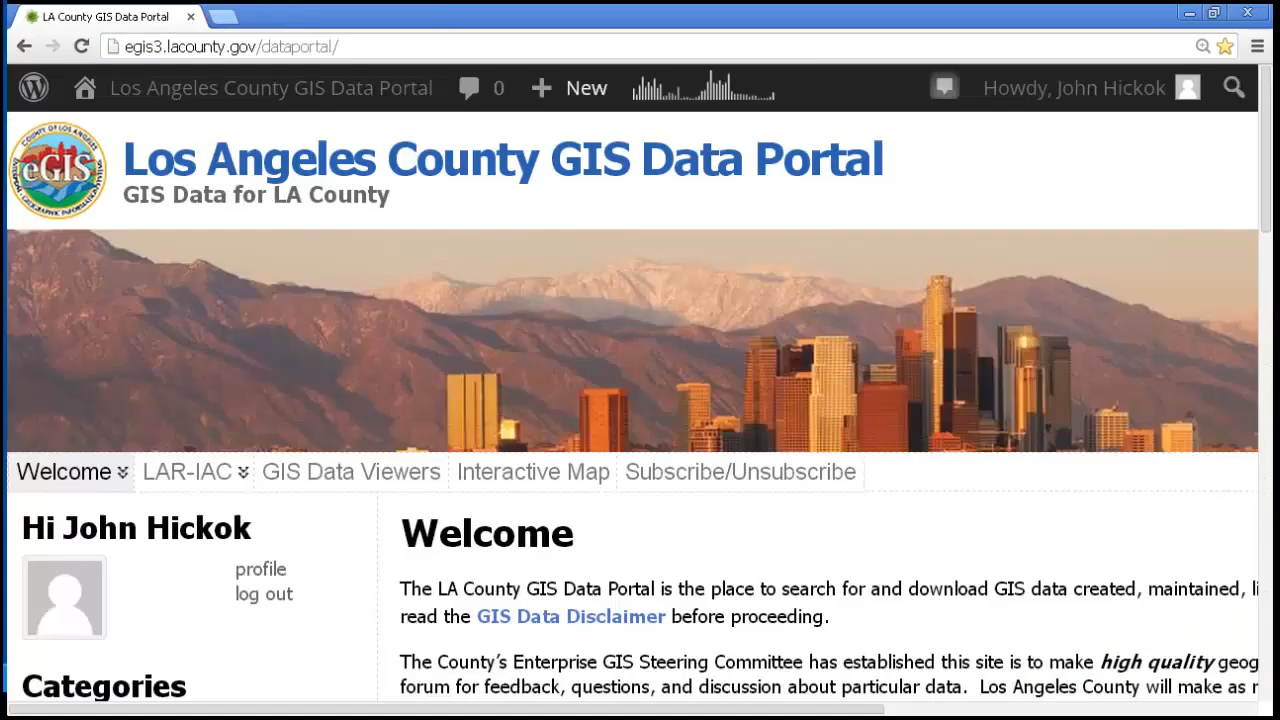 LA County GIS Data Portal
egis3.lacounty.gov/dataportal/
Los Angeles County GIS Data Portal 0 New Howdy, John Hickok
eGIS
Los Angeles County GIS Data Portal
GIS Data for LA County
Welcome LAR-IAC GIS Data Viewers Interactive Map Subscribe/Unsubscribe
Hi John Hickok
profile
log out
Categories
Welcome
The LA County GIS Data Portal is the place to search for and download GIS data created, maintained, li
read the GIS Data Disclaimer before proceeding.
The County's Enterprise GIS Steering Committee has established this site is to make high quality geog
forum for feedback, questions, and discussion about particular data. Los Angeles County will make as